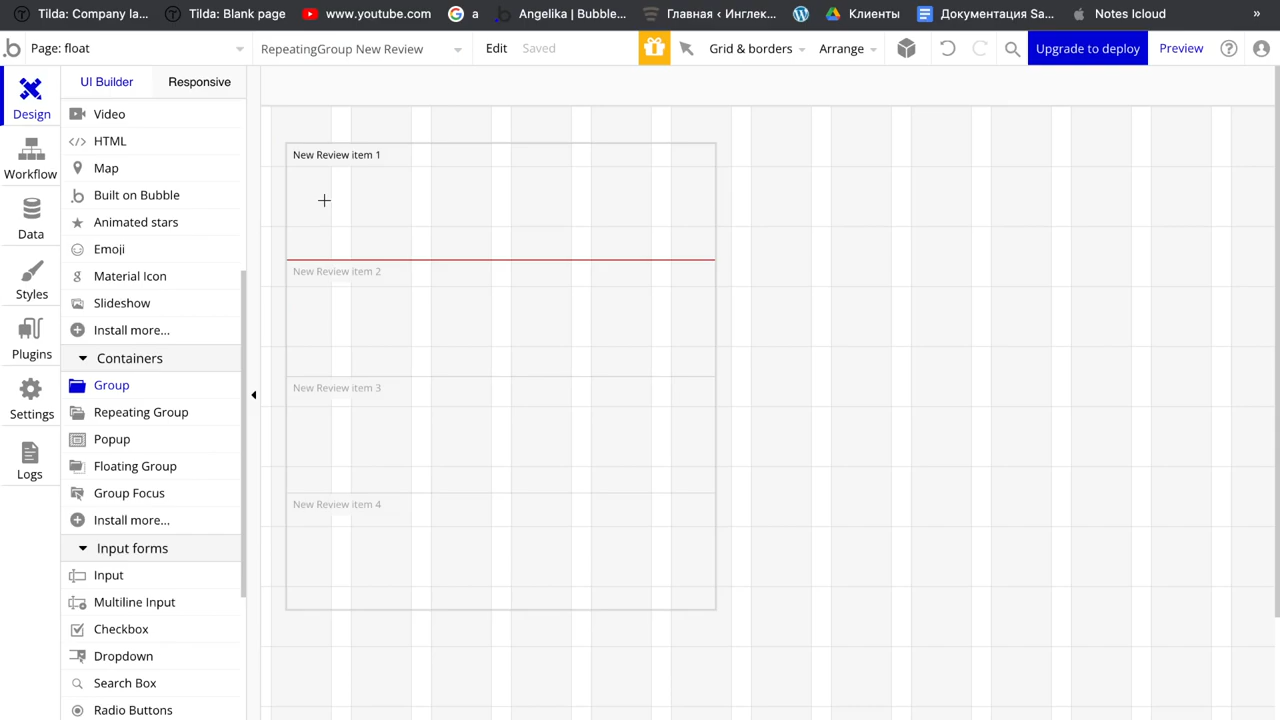 Tilda: Company la...
Tilda: Blank page
www.youtube.com
a
Angelika | Bubble...
Главная ‹ Инглек...
Клиенты
Документация Sa...
Notes Icloud
»
Page: float
RepeatingGroup New Review
Edit
Saved
Grid & borders
Arrange
Upgrade to deploy
Preview
UI Builder
Responsive
Design
Workflow
Data
Styles
Plugins
Settings
Logs
Video
HTML
Map
Built on Bubble
Animated stars
Emoji
Material Icon
Slideshow
Install more...
Containers
Group
Repeating Group
Popup
Floating Group
Group Focus
Install more...
Input forms
Input
Multiline Input
Checkbox
Dropdown
Search Box
Radio Buttons
New Review item 1
New Review item 2
New Review item 3
New Review item 4